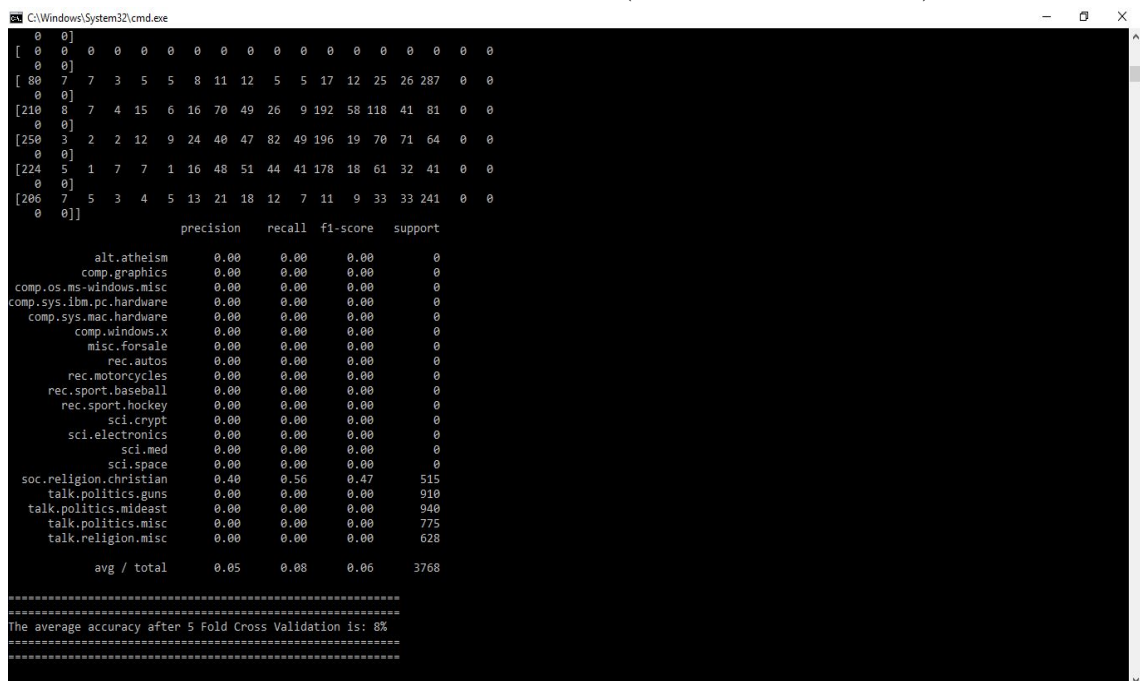 C:\Windows\System32\cmd.exe
0 0]
[ 0 0 0 0 0 0 0 0 0 0 0 0 0 0 0 0 0 0
0 0]
[ 80 7 7 3 5 5 8 11 12 5 5 17 12 25 26 287 0 0
0 0]
[210 8 7 4 15 6 16 70 49 26 9 192 58 118 41 81 0 0
0 0]
[250 3 2 2 12 9 24 40 47 82 49 196 19 70 71 64 0 0
0 0]
[224 5 1 7 7 1 16 48 51 44 41 178 18 61 32 41 0 0
0 0]
[206 7 5 3 4 5 13 21 18 12 7 11 9 33 33 241 0 0
0 0]]
precision recall f1-score support
alt.atheism 0.00 0.00 0.00 0
comp.graphics 0.00 0.00 0.00 0
comp.os.ms-windows.misc 0.00 0.00 0.00 0
comp.sys.ibm.pc.hardware 0.00 0.00 0.00 0
comp.sys.mac.hardware 0.00 0.00 0.00 0
comp.windows.x 0.00 0.00 0.00 0
misc.forsale 0.00 0.00 0.00 0
rec.autos 0.00 0.00 0.00 0
rec.motorcycles 0.00 0.00 0.00 0
rec.sport.baseball 0.00 0.00 0.00 0
rec.sport.hockey 0.00 0.00 0.00 0
sci.crypt 0.00 0.00 0.00 0
sci.electronics 0.00 0.00 0.00 0
sci.med 0.00 0.00 0.00 0
sci.space 0.00 0.00 0.00 0
soc.religion.christian 0.40 0.56 0.47 515
talk.politics.guns 0.00 0.00 0.00 910
talk.politics.mideast 0.00 0.00 0.00 940
talk.politics.misc 0.00 0.00 0.00 775
talk.religion.misc 0.00 0.00 0.00 628
avg / total 0.05 0.08 0.06 3768
============================================================
============================================================
The average accuracy after 5 Fold Cross Validation is: 8%
============================================================
============================================================